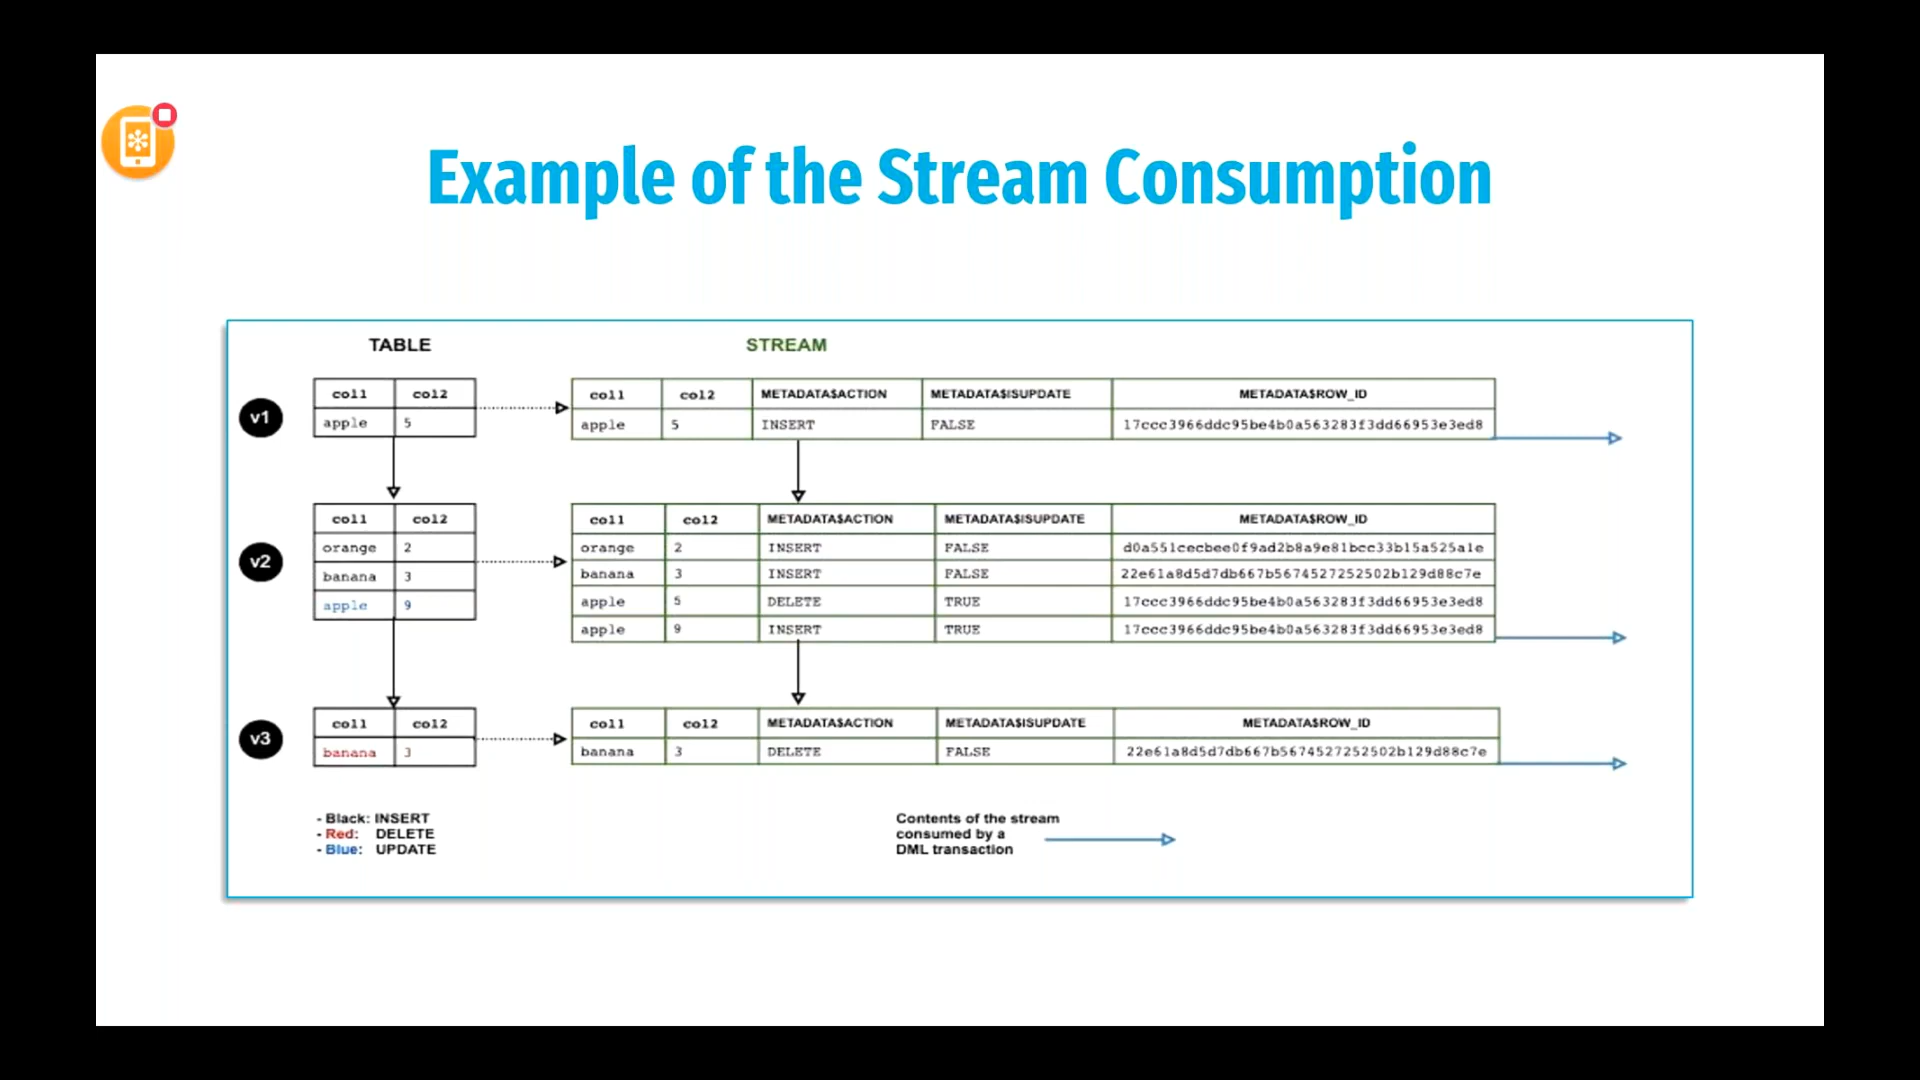 Example of the Stream Consumption
TABLE STREAM
v1
col1 col2
apple 5
col1 col2 METADATA$ACTION METADATA$ISUPDATE METADATA$ROW_ID
apple 5 INSERT FALSE 17ccc3966ddc95be4b0a563283f3dd66953e3ed8
v2
col1 col2
orange 2
banana 3
apple 9
col1 col2 METADATA$ACTION METADATA$ISUPDATE METADATA$ROW_ID
orange 2 INSERT FALSE d0a551cecbee0f9ad2b8a9e81bcc33b15a525a1e
banana 3 INSERT FALSE 22e61a8d5d7db667b5674527252502b129d88c7e
apple 5 DELETE TRUE 17ccc3966ddc95be4b0a563283f3dd66953e3ed8
apple 9 INSERT TRUE 17ccc3966ddc95be4b0a563283f3dd66953e3ed8
v3
col1 col2
banana 3
col1 col2 METADATA$ACTION METADATA$ISUPDATE METADATA$ROW_ID
banana 3 DELETE FALSE 22e61a8d5d7db667b5674527252502b129d88c7e
- Black: INSERT
- Red: DELETE
- Blue: UPDATE
Contents of the stream
consumed by a
DML transaction